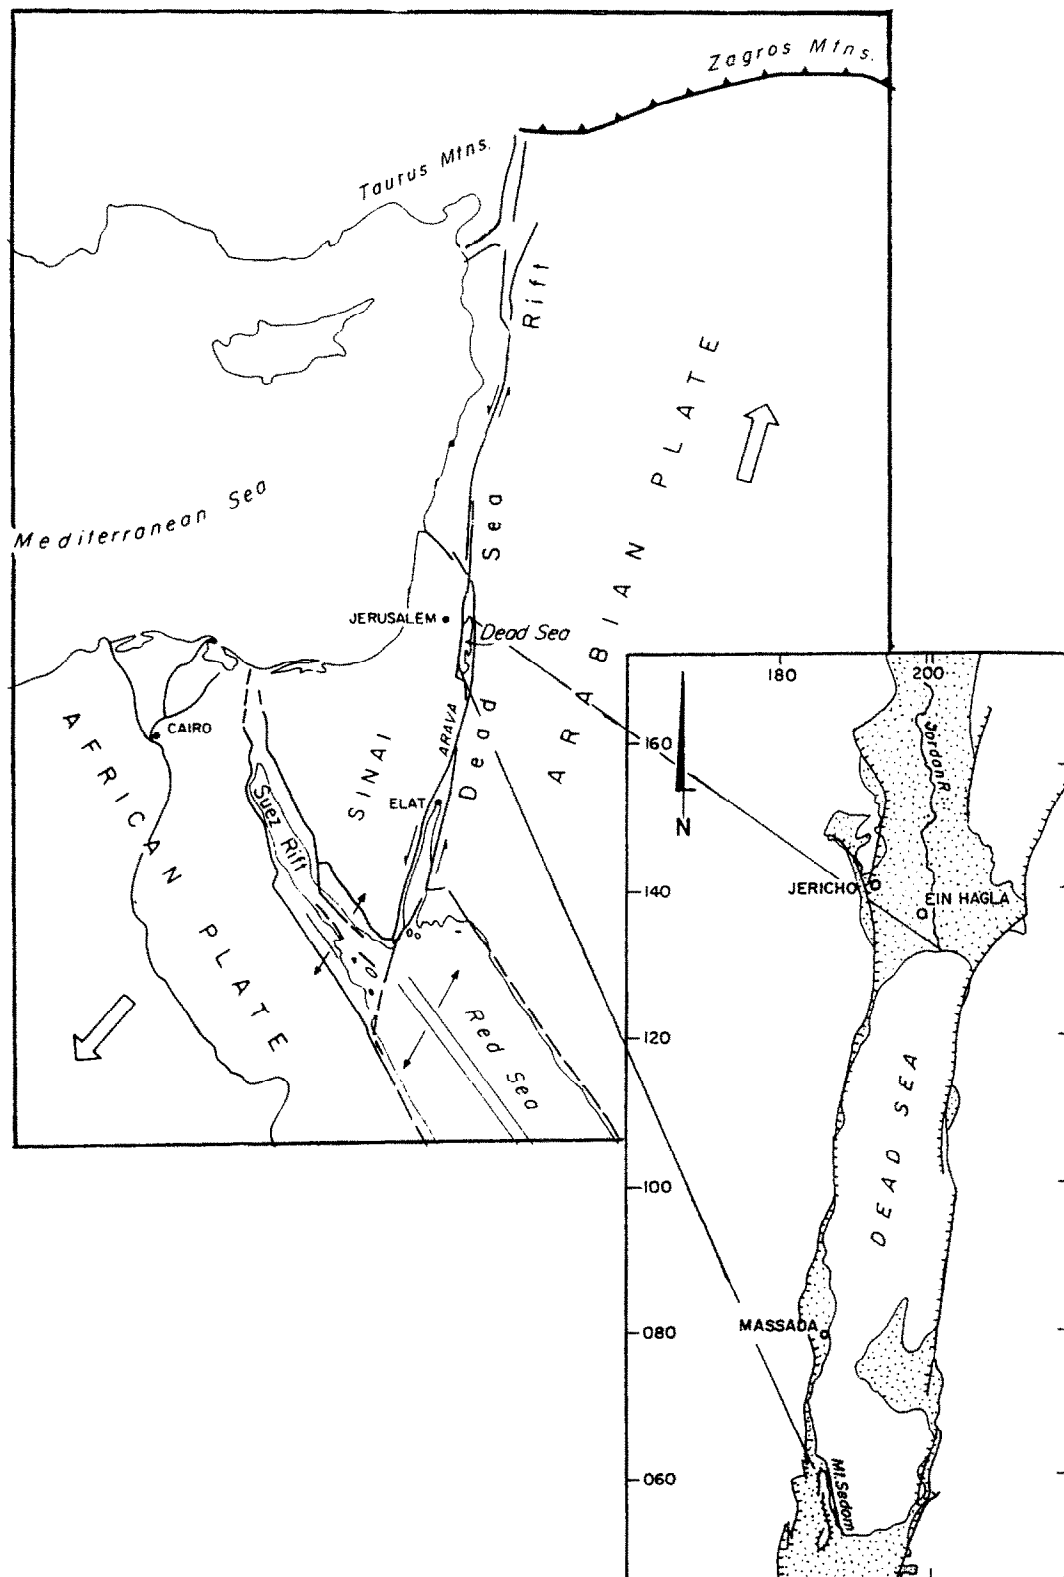 Zagros Mtns.
Taurus Mtns.
Rift
Sea
Dead
Mediterranean Sea
ARABIAN PLATE
JERUSALEM
Dead Sea
ARAVA
SINAI
ELAT
CAIRO
Suez Rift
AFRICAN PLATE
Red Sea
180
200
160
140
120
100
080
060
N
Jordan R.
JERICHO
EIN HAGLA
DEAD SEA
MASSADA
Mt. Sedom